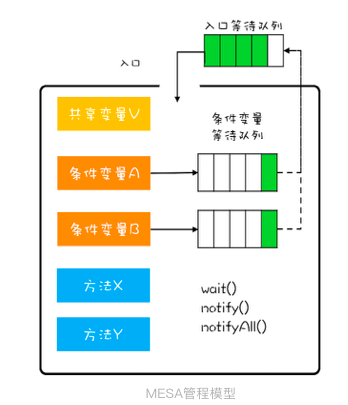 入口等待队列
入口
共享变量V
条件变量
等待队列
条件变量A
条件变量B
方法X
wait()
notify()
notifyAll()
方法Y
MESA管程模型